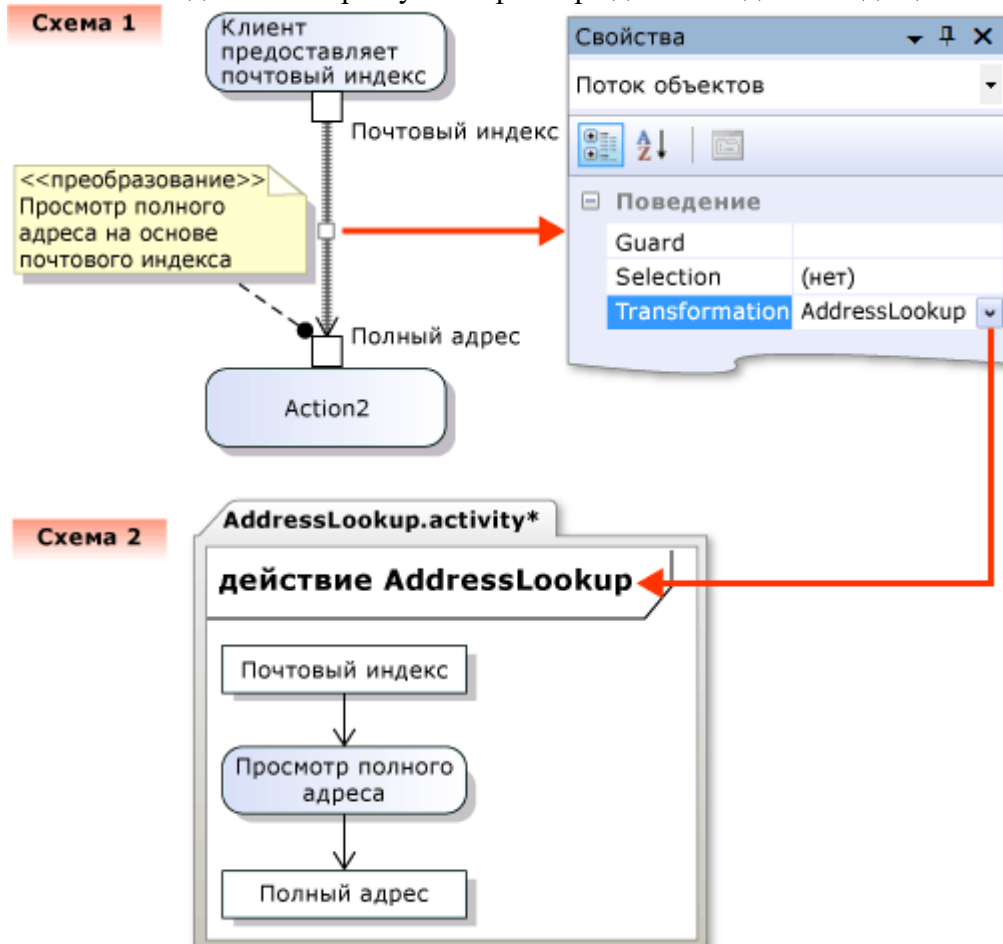 Схема 1
Клиент
предоставляет
почтовый индекс
Почтовый индекс
<<преобразование>>
Просмотр полного
адреса на основе
почтового индекса
Полный адрес
Action2
Свойства
Поток объектов
Поведение
Guard
Selection (нет)
Transformation AddressLookup
Схема 2
AddressLookup.activity*
действие AddressLookup
Почтовый индекс
Просмотр полного
адреса
Полный адрес